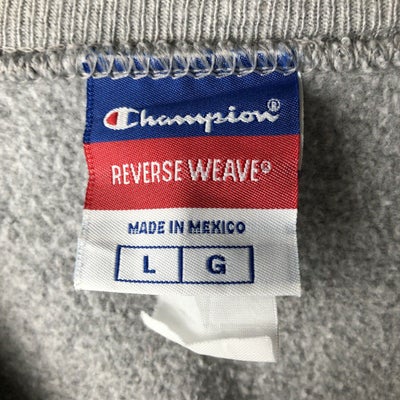 Champion®
REVERSE WEAVE®
MADE IN MEXICO
L G